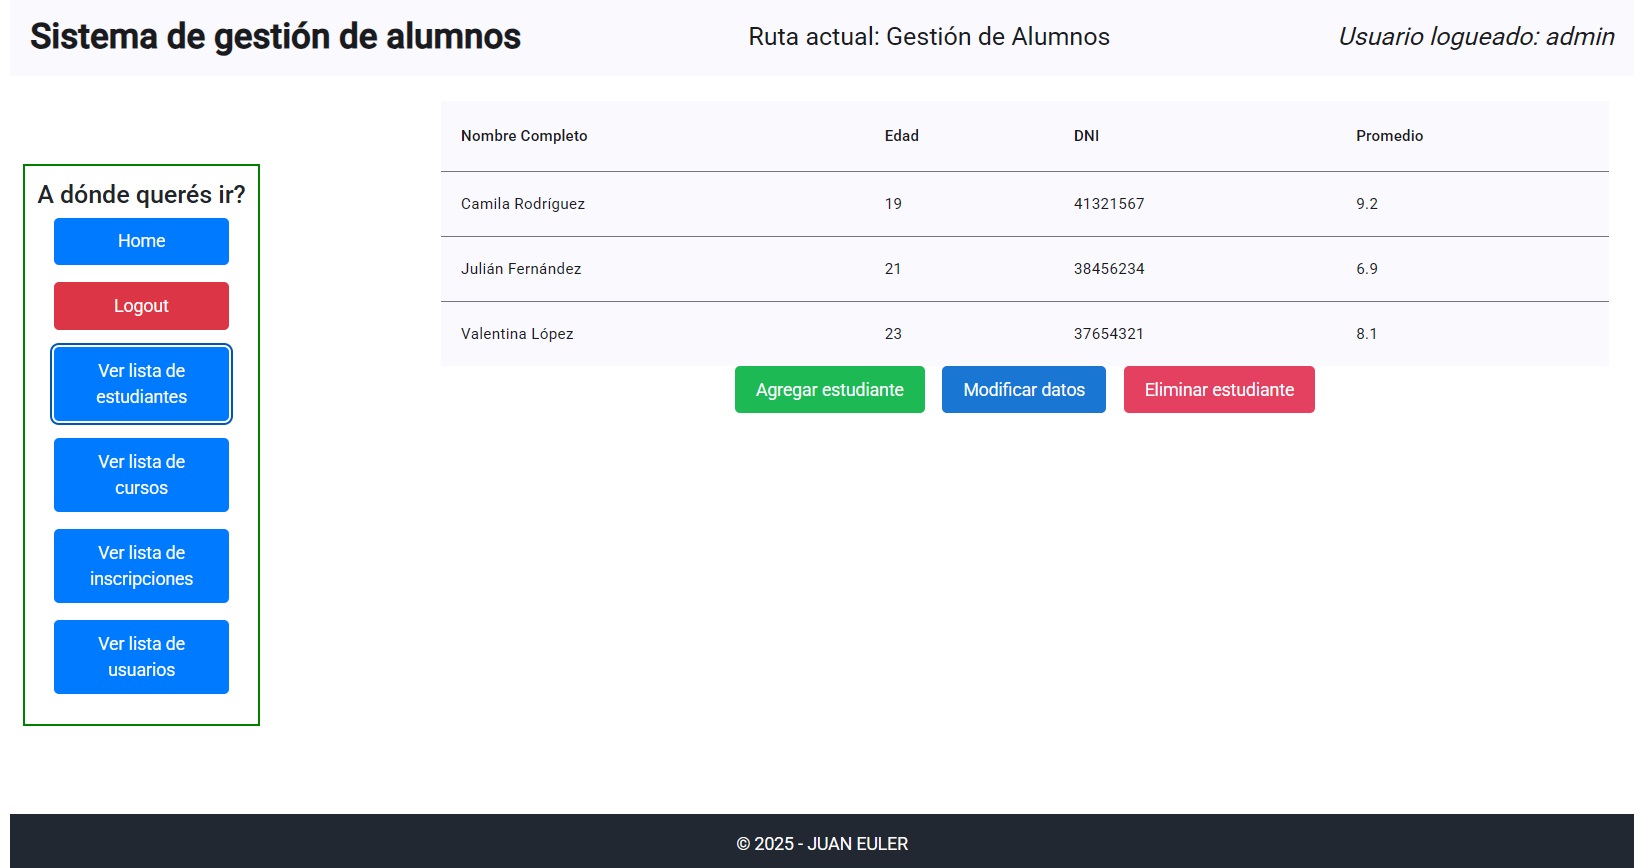 Sistema de gestión de alumnos
Ruta actual: Gestión de Alumnos
Usuario logueado: admin
A dónde querés ir?
Home
Logout
Ver lista de
estudiantes
Ver lista de
cursos
Ver lista de
inscripciones
Ver lista de
usuarios
Nombre Completo Edad DNI Promedio
Camila Rodríguez 19 41321567 9.2
Julián Fernández 21 38456234 6.9
Valentina López 23 37654321 8.1
Agregar estudiante Modificar datos Eliminar estudiante
© 2025 - JUAN EULER